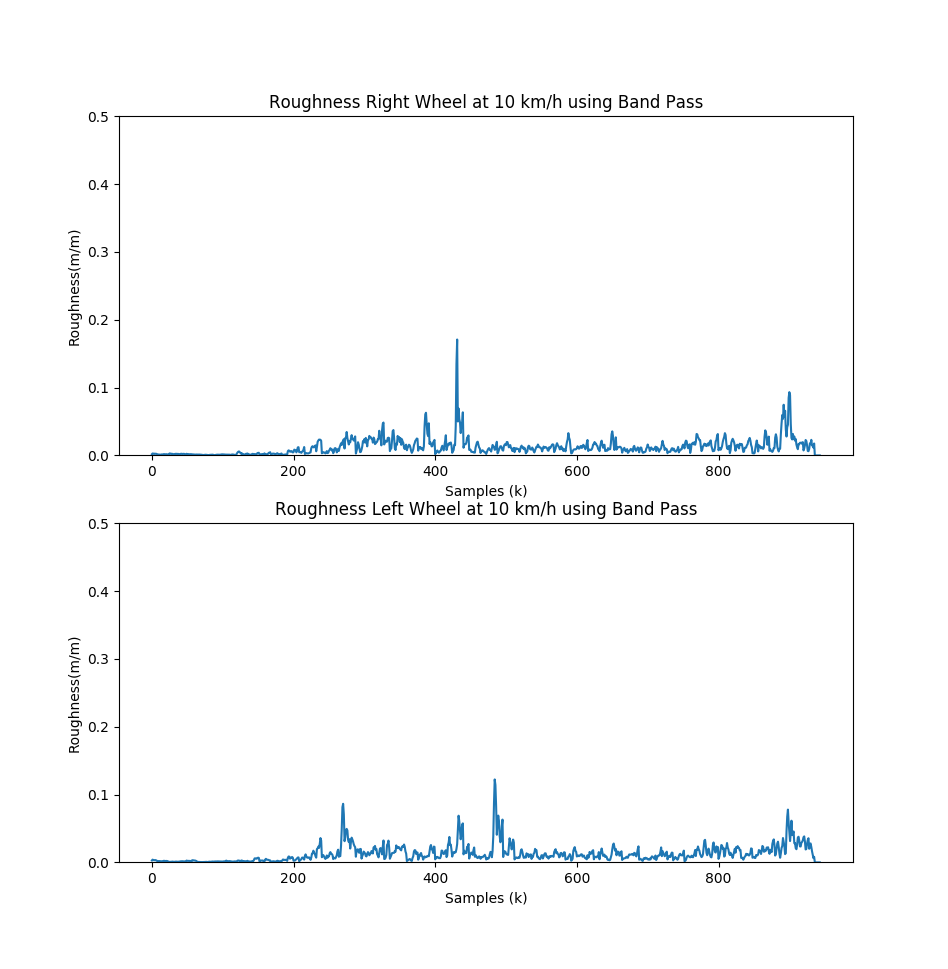 Roughness Right Wheel at 10 km/h using Band Pass
0.5
0.4
0.3
0.2
0.1
0.0
Roughness(m/m)
0 200 400 600 800
Samples (k)
Roughness Left Wheel at 10 km/h using Band Pass
0.5
0.4
0.3
0.2
0.1
0.0
Roughness(m/m)
0 200 400 600 800
Samples (k)